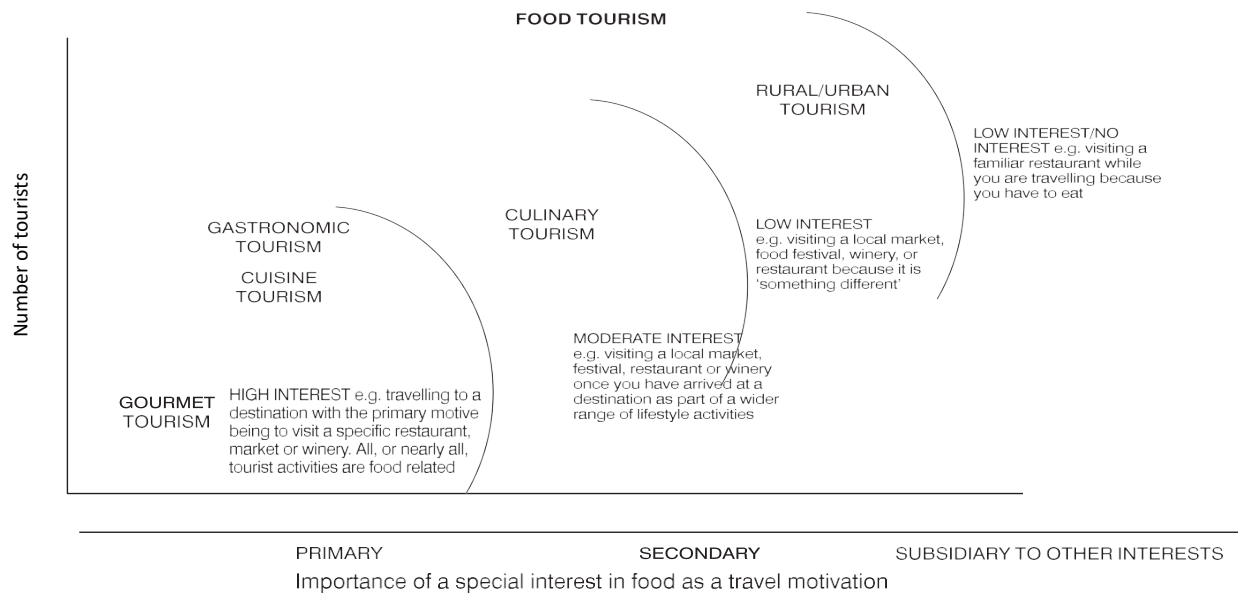 FOOD TOURISM
Number of tourists
RURAL/URBAN
TOURISM
LOW INTEREST/NO
INTEREST e.g. visiting a
familiar restaurant while
you are travelling because
you have to eat
CULINARY
TOURISM
LOW INTEREST
e.g. visiting a local market,
food festival, winery, or
restaurant because it is
‘something different’
GASTRONOMIC
TOURISM
CUISINE
TOURISM
MODERATE INTEREST
e.g. visiting a local market,
festival, restaurant or winery
once you have arrived at a
destination as part of a wider
range of lifestyle activities
GOURMET
TOURISM
HIGH INTEREST e.g. travelling to a
destination with the primary motive
being to visit a specific restaurant,
market or winery. All, or nearly all,
tourist activities are food related
PRIMARY
SECONDARY
SUBSIDIARY TO OTHER INTERESTS
Importance of a special interest in food as a travel motivation